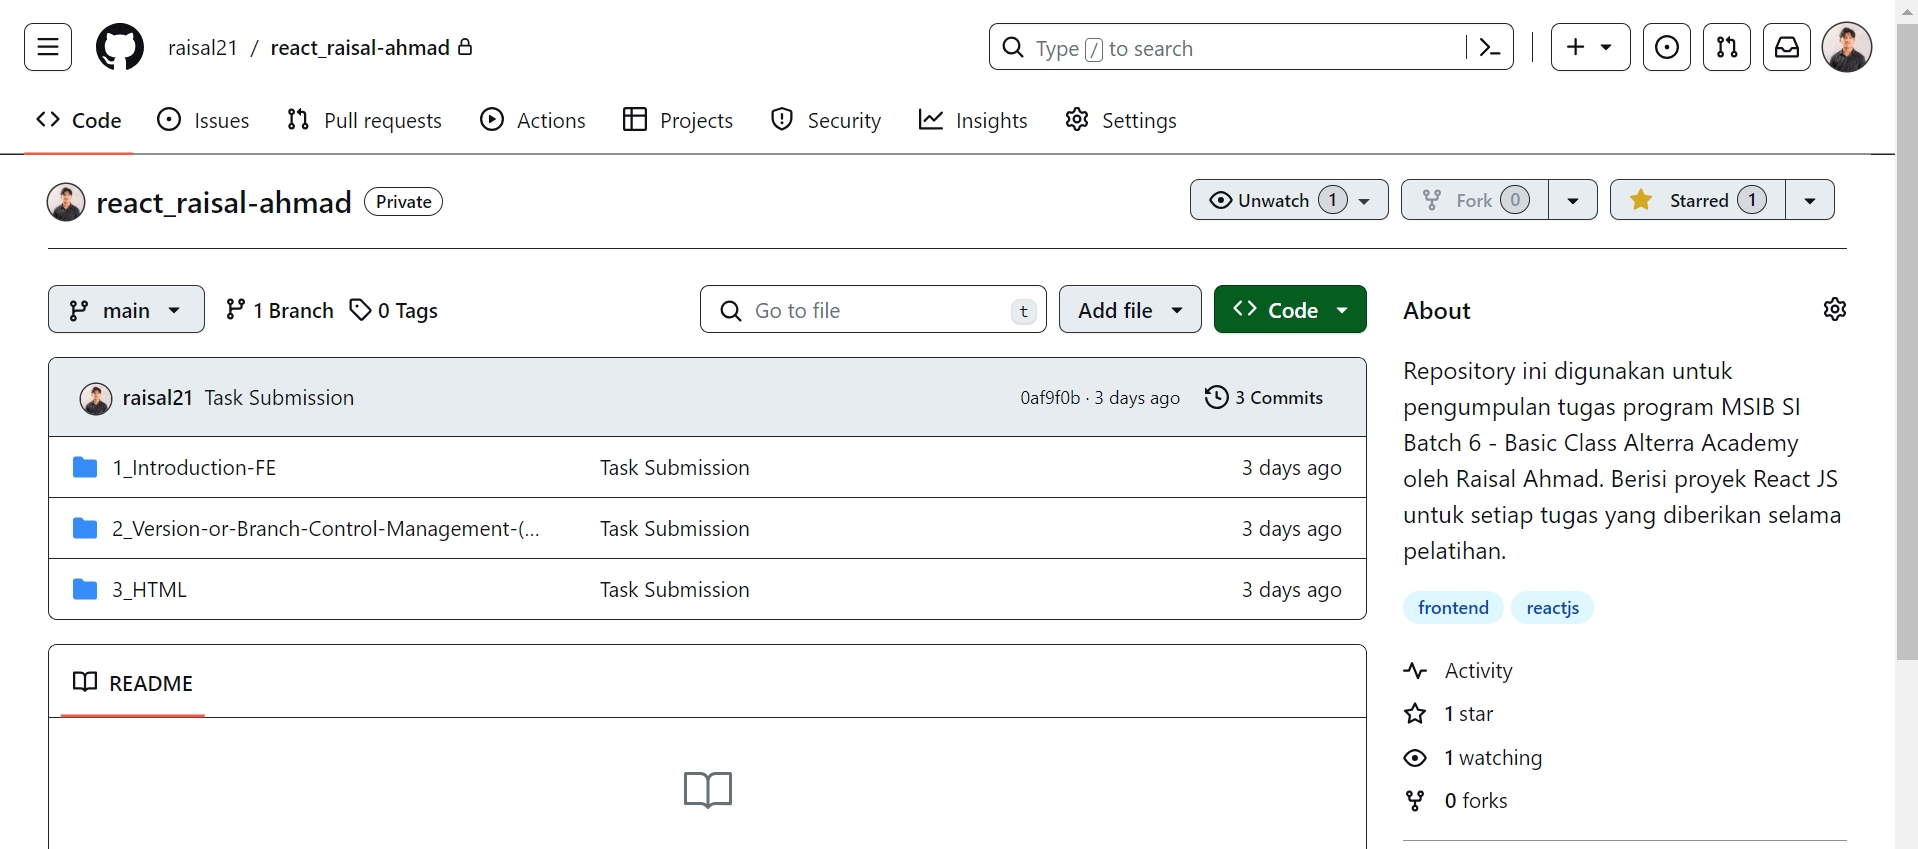 raisal21 / react_raisal-ahmad
Type / to search
Code Issues Pull requests Actions Projects Security Insights Settings
react_raisal-ahmad Private
Unwatch 1 Fork 0 Starred 1
main 1 Branch 0 Tags
Go to file t Add file Code
raisal21 Task Submission 0af9f0b · 3 days ago 3 Commits
1_Introduction-FE Task Submission 3 days ago
2_Version-or-Branch-Control-Management-(... Task Submission 3 days ago
3_HTML Task Submission 3 days ago
README
About
Repository ini digunakan untuk
pengumpulan tugas program MSIB SI
Batch 6 - Basic Class Alterra Academy
oleh Raisal Ahmad. Berisi proyek React JS
untuk setiap tugas yang diberikan selama
pelatihan.
frontend reactjs
Activity
1 star
1 watching
0 forks